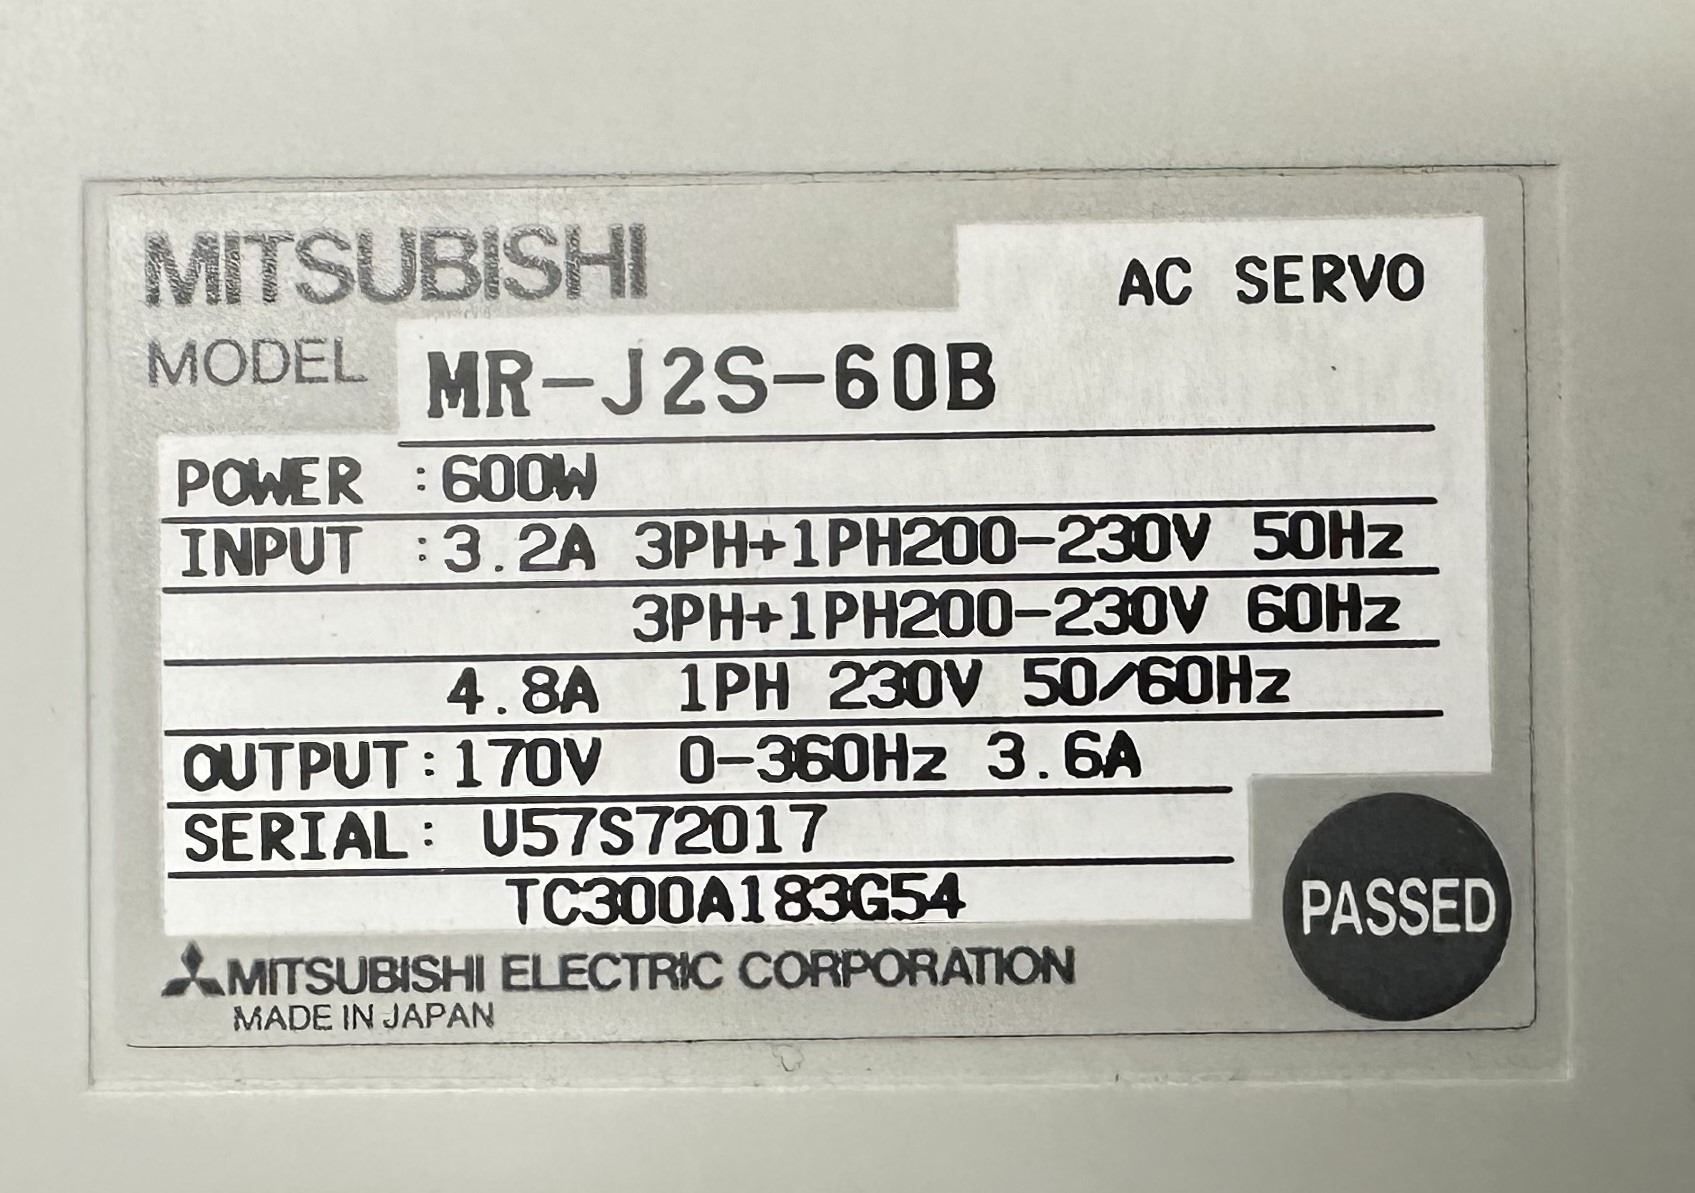 MITSUBISHI
AC SERVO
MODEL MR-J2S-60B
POWER :600W
INPUT :3.2A 3PH+1PH200-230V 50Hz
3PH+1PH200-230V 60Hz
4.8A 1PH 230V 50/60Hz
OUTPUT:170V 0-360Hz 3.6A
SERIAL: U57S72017
TC300A183G54
PASSED
MITSUBISHI ELECTRIC CORPORATION
MADE IN JAPAN